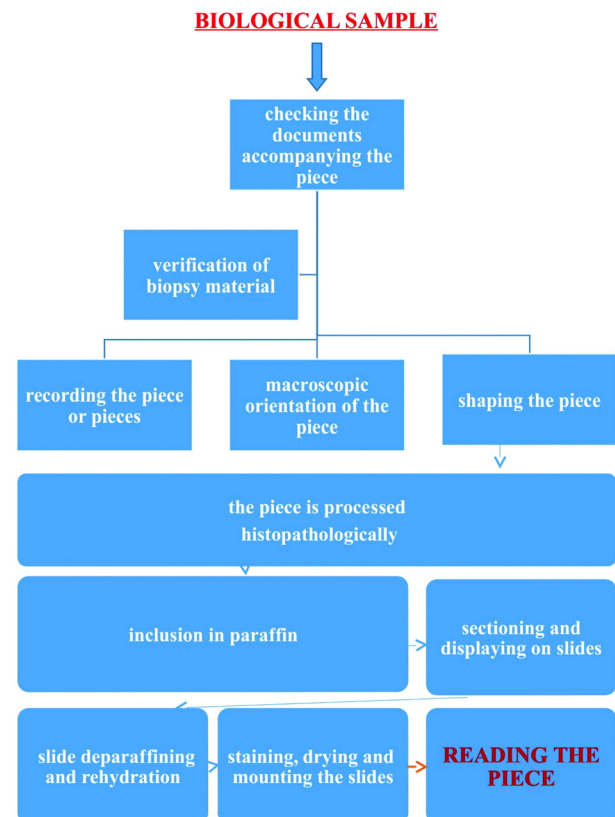 BIOLOGICAL SAMPLE
checking the
documents
accompanying the
piece
verification of
biopsy material
recording the piece
or pieces
macroscopic
orientation of the
piece
shaping the piece
the piece is processed
histopathologically
inclusion in paraffin
sectioning and
displaying on slides
slide deparaffining
and rehydration
staining, drying and
mounting the slides
READING THE
PIECE